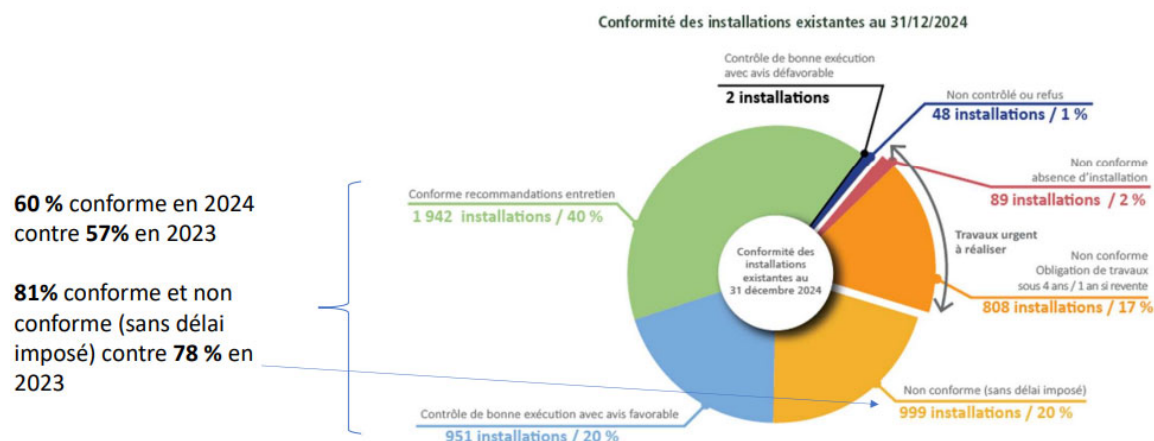 Conformité des installations existantes au 31/12/2024
Contrôle de bonne exécution
avec avis défavorable
2 installations
Non contrôlé ou refus
48 installations / 1 %
Non conforme
absence d'installation
89 installations / 2 %
Travaux urgent
à réaliser
Non conforme
Obligation de travaux
sous 4 ans / 1 an si revente
808 installations / 17 %
Non conforme (sans délai imposé)
999 installations / 20 %
Contrôle de bonne exécution avec avis favorable
951 installations / 20 %
Conforme recommandations entretien
1 942 installations / 40 %
Conformité des
installations
existantes au
31 décembre 2024
60 % conforme en 2024
contre 57% en 2023
81% conforme et non
conforme (sans délai
imposé) contre 78 % en
2023